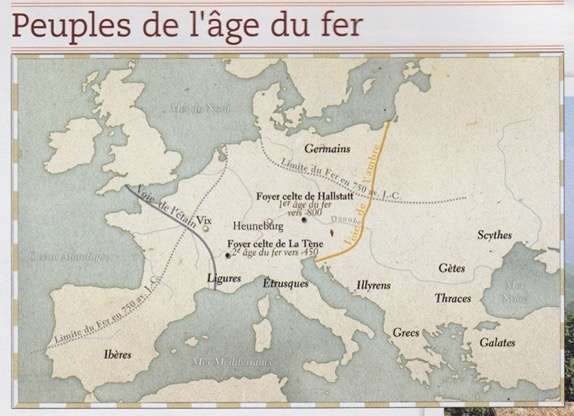 Peuples de l'âge du fer
Mer du Nord
Germains
Limite du Fer en 750 av. J.-C.
Voie de l'ambre
Foyer celte de Hallstatt
1er âge du fer
vers -800
Voie de l'étain
Vix
Heuneburg
Danube
Foyer celte de La Tène
2e âge du fer vers -450
Océan Atlantique
Scythes
Ligures
Étrusques
Illyrens
Gètes
Thraces
Mer
Noire
Limite du Fer en 750 av. J.-C.
Ibères
Mer Méditerranée
Grecs
Galates